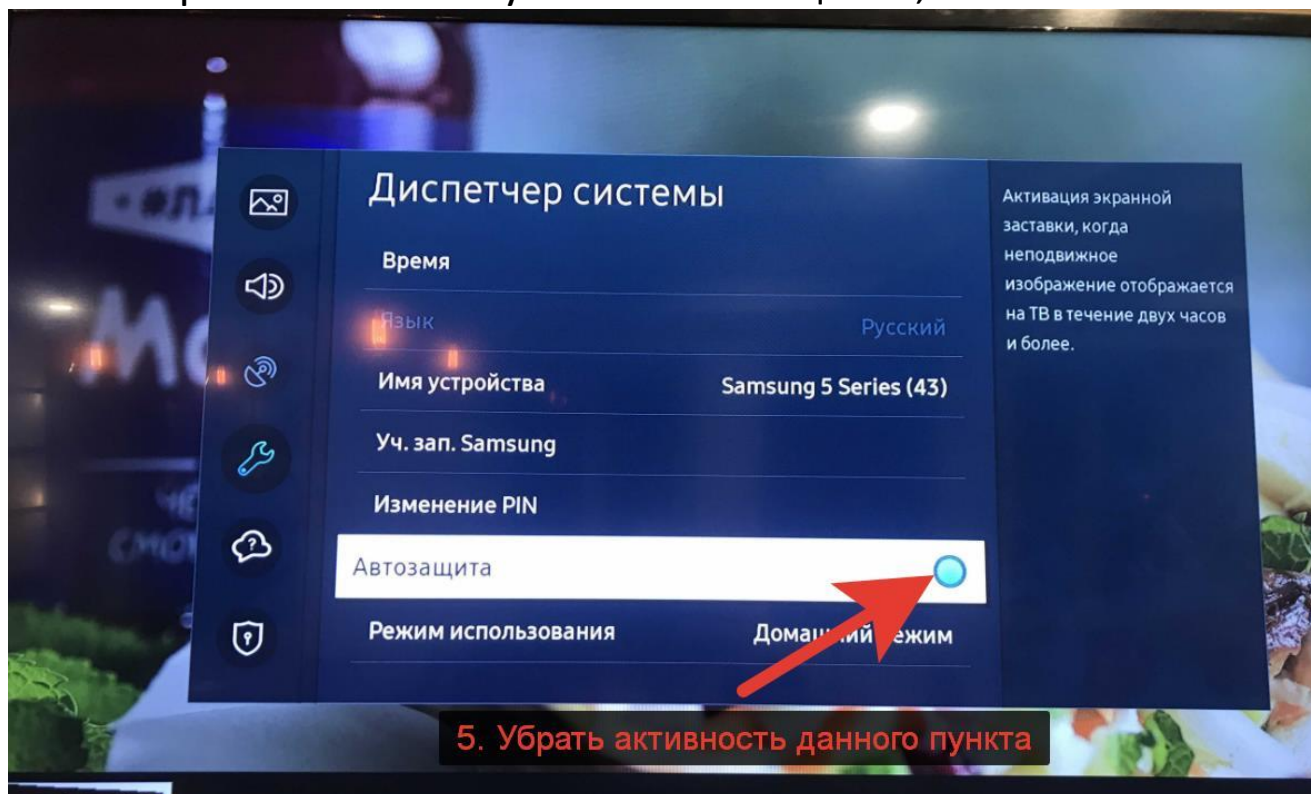 Диспетчер системы
Время
Язык Русский
Имя устройства Samsung 5 Series (43)
Уч. зап. Samsung
Изменение PIN
Автозащита
Режим использования Домашний режим
Активация экранной
заставки, когда
неподвижное
изображение отображается
на ТВ в течение двух часов
и более.
5. Убрать активность данного пункта